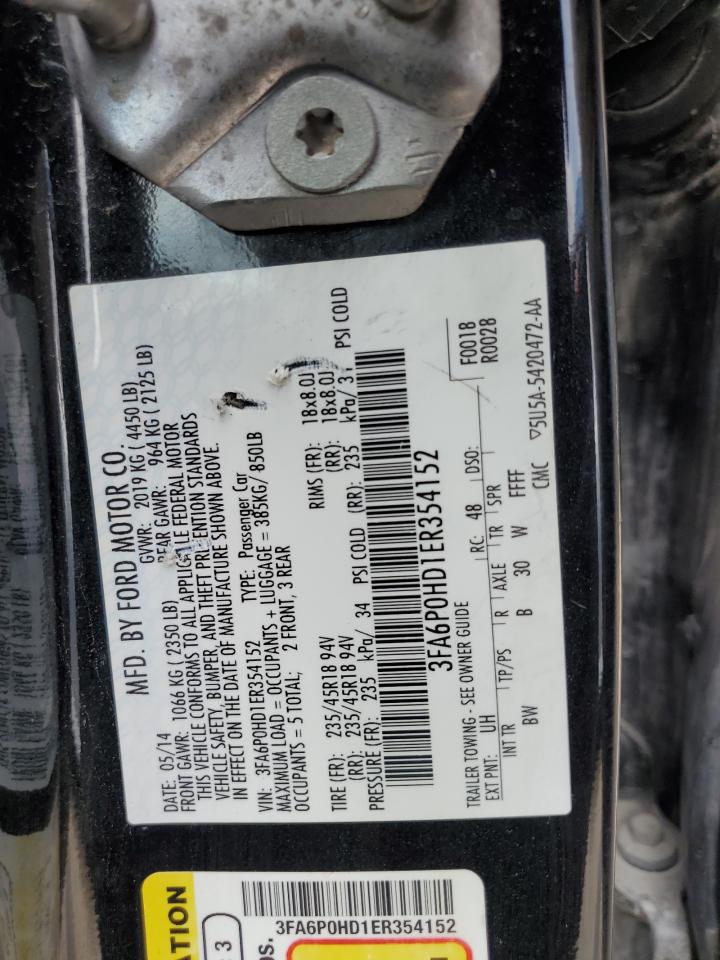 MFD. BY FORD MOTOR CO.
DATE: 05/14 GVWR: 2019 KG ( 4450 LB)
FRONT GAWR: 1066 KG ( 2350 LB) REAR GAWR: 964 KG ( 2125 LB)
THIS VEHICLE CONFORMS TO ALL APPLICABLE FEDERAL MOTOR
VEHICLE SAFETY, BUMPER, AND THEFT PREVENTION STANDARDS
IN EFFECT ON THE DATE OF MANUFACTURE SHOWN ABOVE.
VIN: 3FA6P0HD1ER354152 TYPE: Passenger Car
MAXIMUM LOAD = OCCUPANTS + LUGGAGE = 385KG/ 850LB
OCCUPANTS = 5 TOTAL; 2 FRONT, 3 REAR
TIRE (FR): 235/45R18 94V RIMS (FR): 18x8.0J
(RR): 235/45R18 94V (RR): 18x8.0J
PRESSURE (FR): 235 kPa/ 34 PSI COLD (RR): 235 kPa/ 3 PSI COLD
3FA6P0HD1ER354152
TRAILER TOWING - SEE OWNER GUIDE
F0018
R0028
EXT PNT: UH RC: 48 DSO:
INT TR TP/PS R AXLE TR SPR
BW B 30 W FFFF
CMC ▽5U5A-5420472-AA
ATION
3
OS.
3FA6P0HD1ER354152